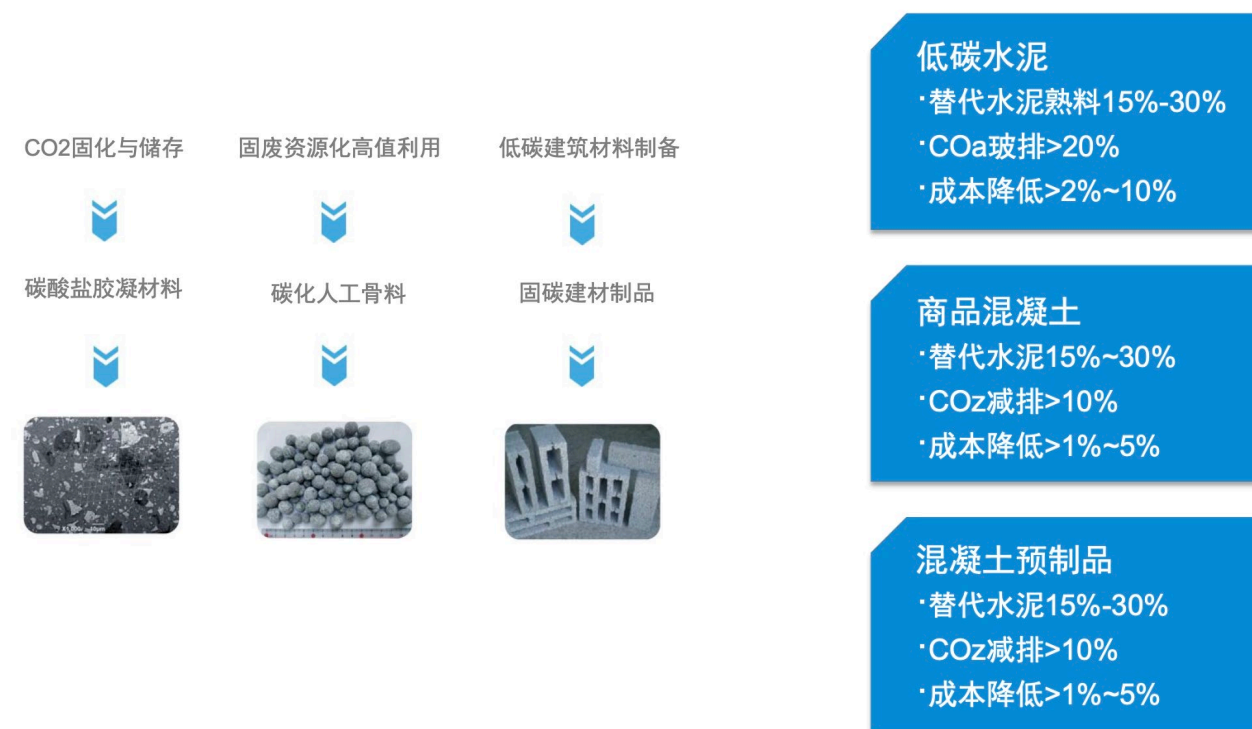 CO2固化与储存
固废资源化高值利用
低碳建筑材料制备
碳酸盐胶凝材料
碳化人工骨料
固碳建材制品
X1,000 10μm
低碳水泥
·替代水泥熟料15%-30%
·COa玻排>20%
·成本降低>2%~10%
商品混凝土
·替代水泥15%~30%
·COz减排>10%
·成本降低>1%~5%
混凝土预制品
·替代水泥15%-30%
·COz减排>10%
·成本降低>1%~5%